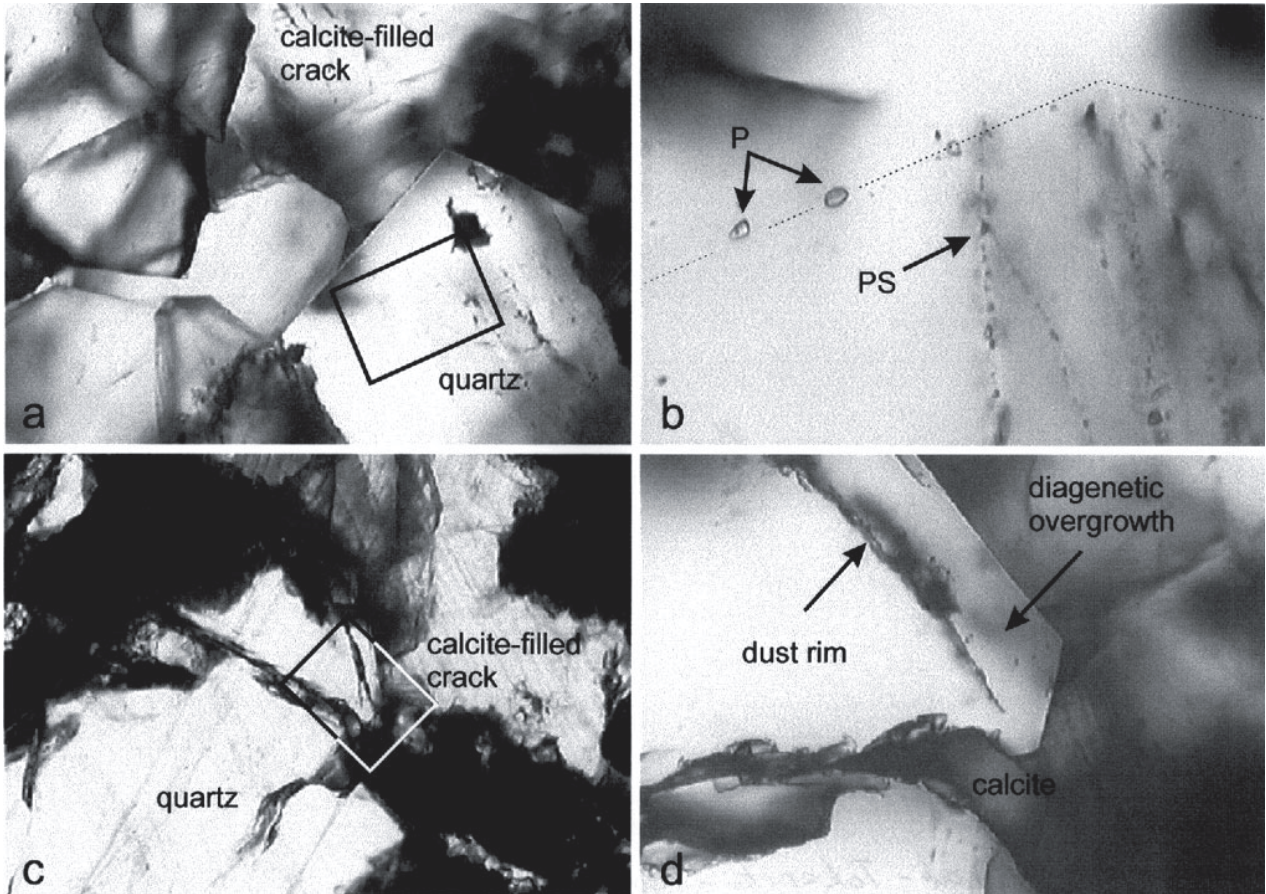 calcite-filled
crack
quartz
a
P
PS
b
calcite-filled
crack
quartz
c
diagenetic
overgrowth
dust rim
calcite
d